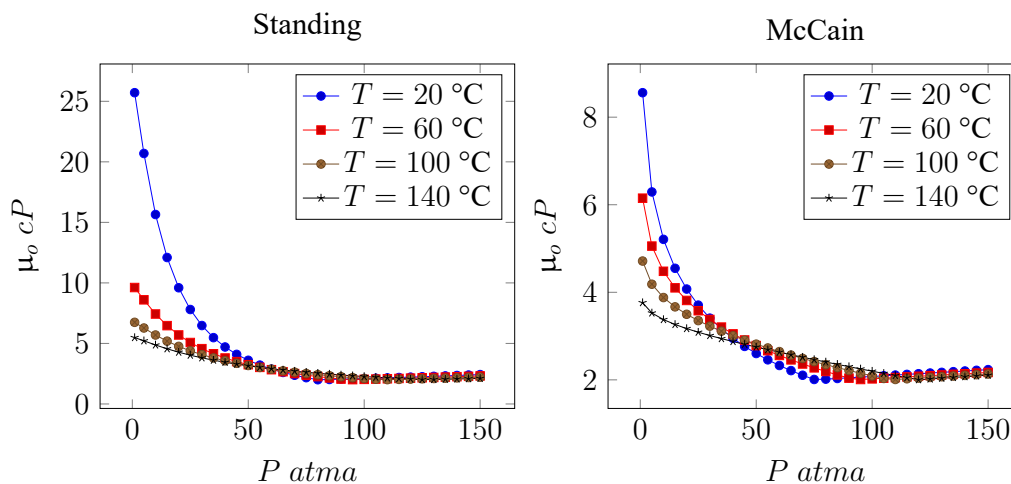 Standing
T = 20 °C
T = 60 °C
T = 100 °C
T = 140 °C
25
20
15
10
5
0
0 50 100 150
μo cP
P atma
McCain
T = 20 °C
T = 60 °C
T = 100 °C
T = 140 °C
8
6
4
2
0 50 100 150
μo cP
P atma